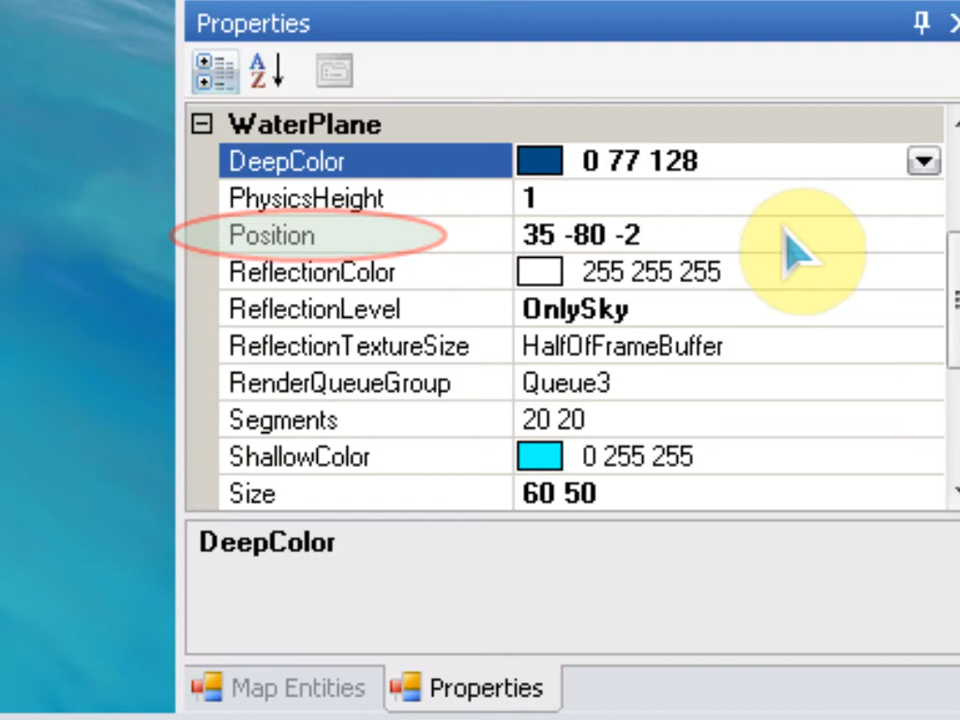 Properties
A
Z
WaterPlane
DeepColor 0 77 128
PhysicsHeight 1
Position 35 -80 -2
ReflectionColor 255 255 255
ReflectionLevel OnlySky
ReflectionTextureSize HalfOfFrameBuffer
RenderQueueGroup Queue3
Segments 20 20
ShallowColor 0 255 255
Size 60 50
DeepColor
Map Entities Properties